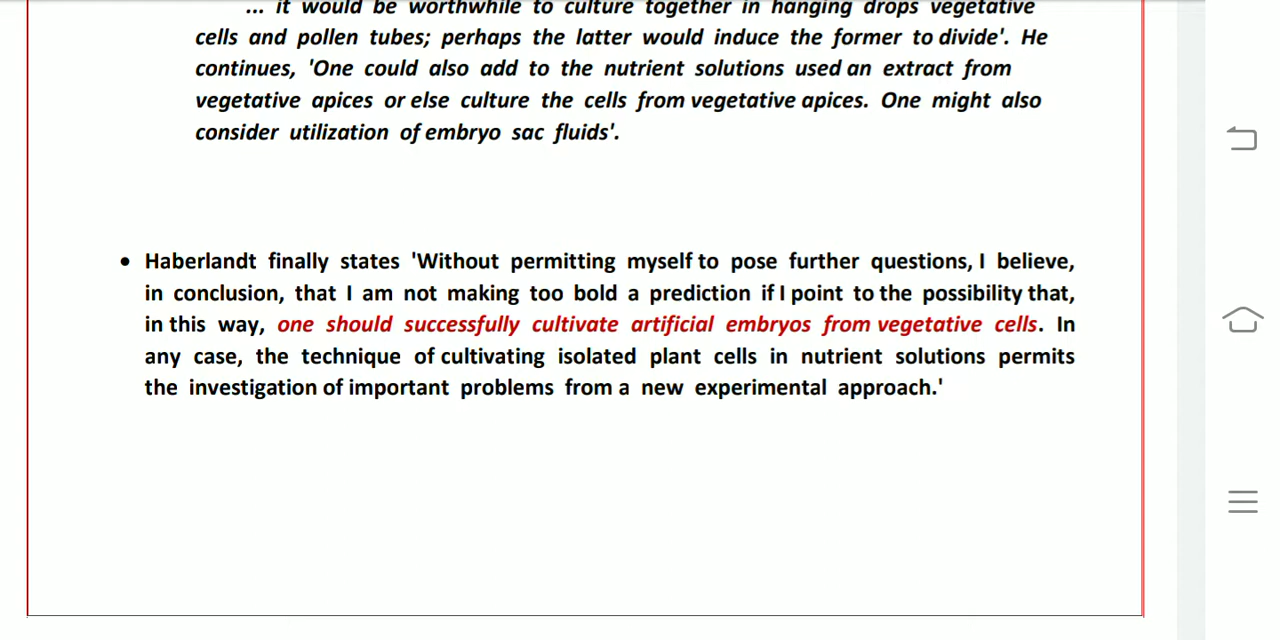 ... it would be worthwhile to culture together in hanging drops vegetative
cells and pollen tubes; perhaps the latter would induce the former to divide'. He
continues, 'One could also add to the nutrient solutions used an extract from
vegetative apices or else culture the cells from vegetative apices. One might also
consider utilization of embryo sac fluids'.
• Haberlandt finally states 'Without permitting myself to pose further questions, I believe,
in conclusion, that I am not making too bold a prediction if I point to the possibility that,
in this way, one should successfully cultivate artificial embryos from vegetative cells. In
any case, the technique of cultivating isolated plant cells in nutrient solutions permits
the investigation of important problems from a new experimental approach.'